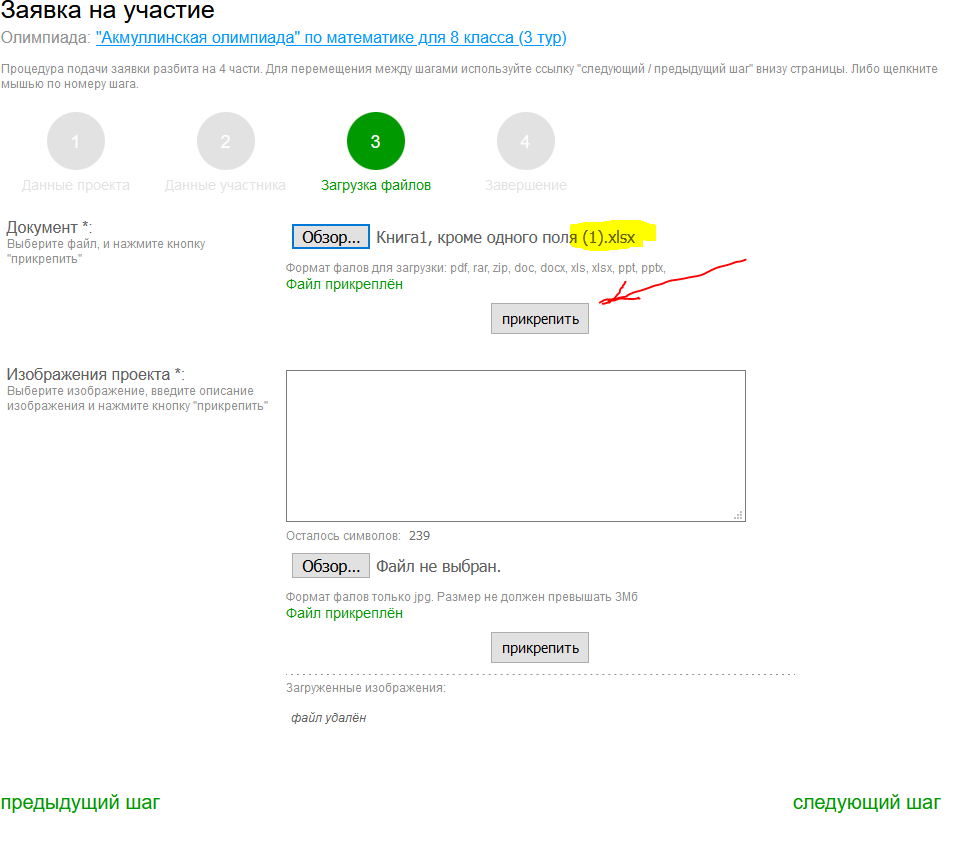 Заявка на участие
Олимпиада: "Акмуллинская олимпиада" по математике для 8 класса (3 тур)
Процедура подачи заявки разбита на 4 части. Для перемещения между шагами используйте ссылку "следующий / предыдущий шаг" внизу страницы. Либо щелкните
мышью по номеру шага.
1 2 3 4
Данные проекта Данные участника Загрузка файлов Завершение
Документ *:
Выберите файл, и нажмите кнопку
"прикрепить"
Обзор... Книга1, кроме одного поля (1).xlsx
Формат фалов для загрузки: pdf, rar, zip, doc, docx, xls, xlsx, ppt, pptx,
Файл прикреплён
прикрепить
Изображения проекта *:
Выберите изображение, введите описание
изображения и нажмите кнопку "прикрепить"
Осталось символов: 239
Обзор... Файл не выбран.
Формат фалов только jpg. Размер не должен превышать 3Мб
Файл прикреплён
прикрепить
Загруженные изображения:
файл удалён
предыдущий шаг следующий шаг